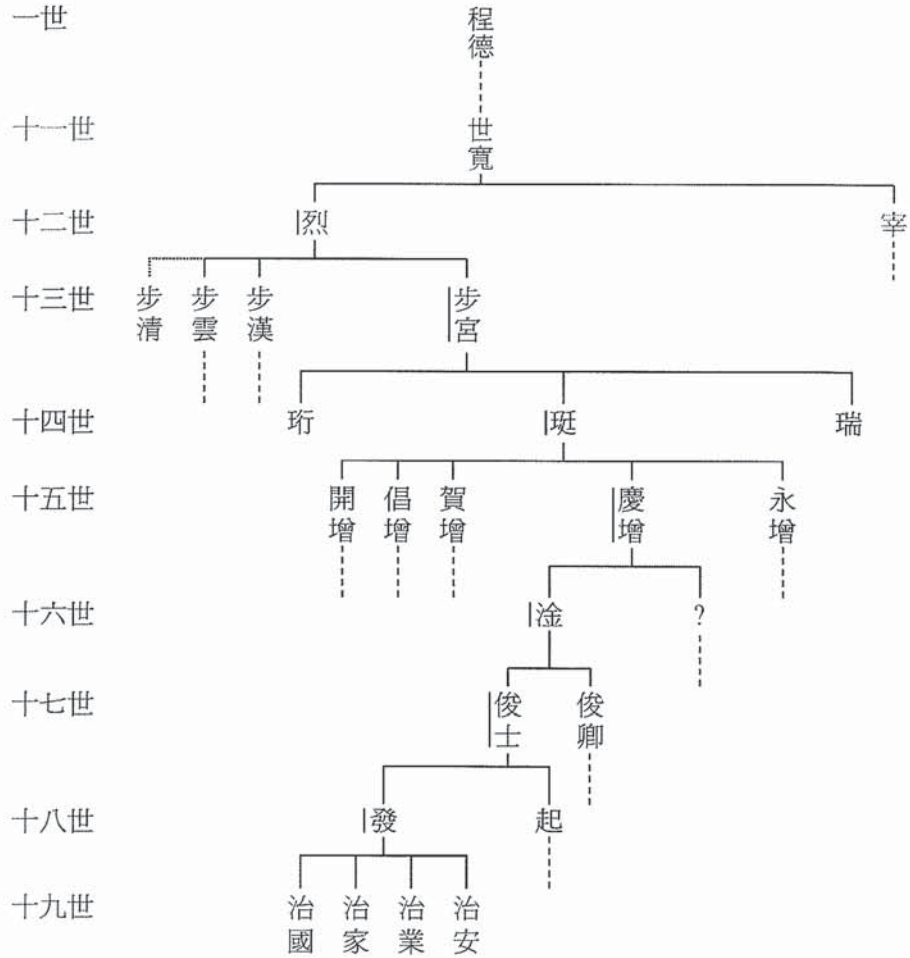 一世 程德
十一世 世寬
十二世 烈 宰
十三世 步清 步雲 步漢 步宮
十四世 珩 珽 瑞
十五世 開增 倡增 賀增 慶增 永增
十六世 淦 ?
十七世 俊士 俊卿
十八世 發 起
十九世 治國 治家 治業 治安